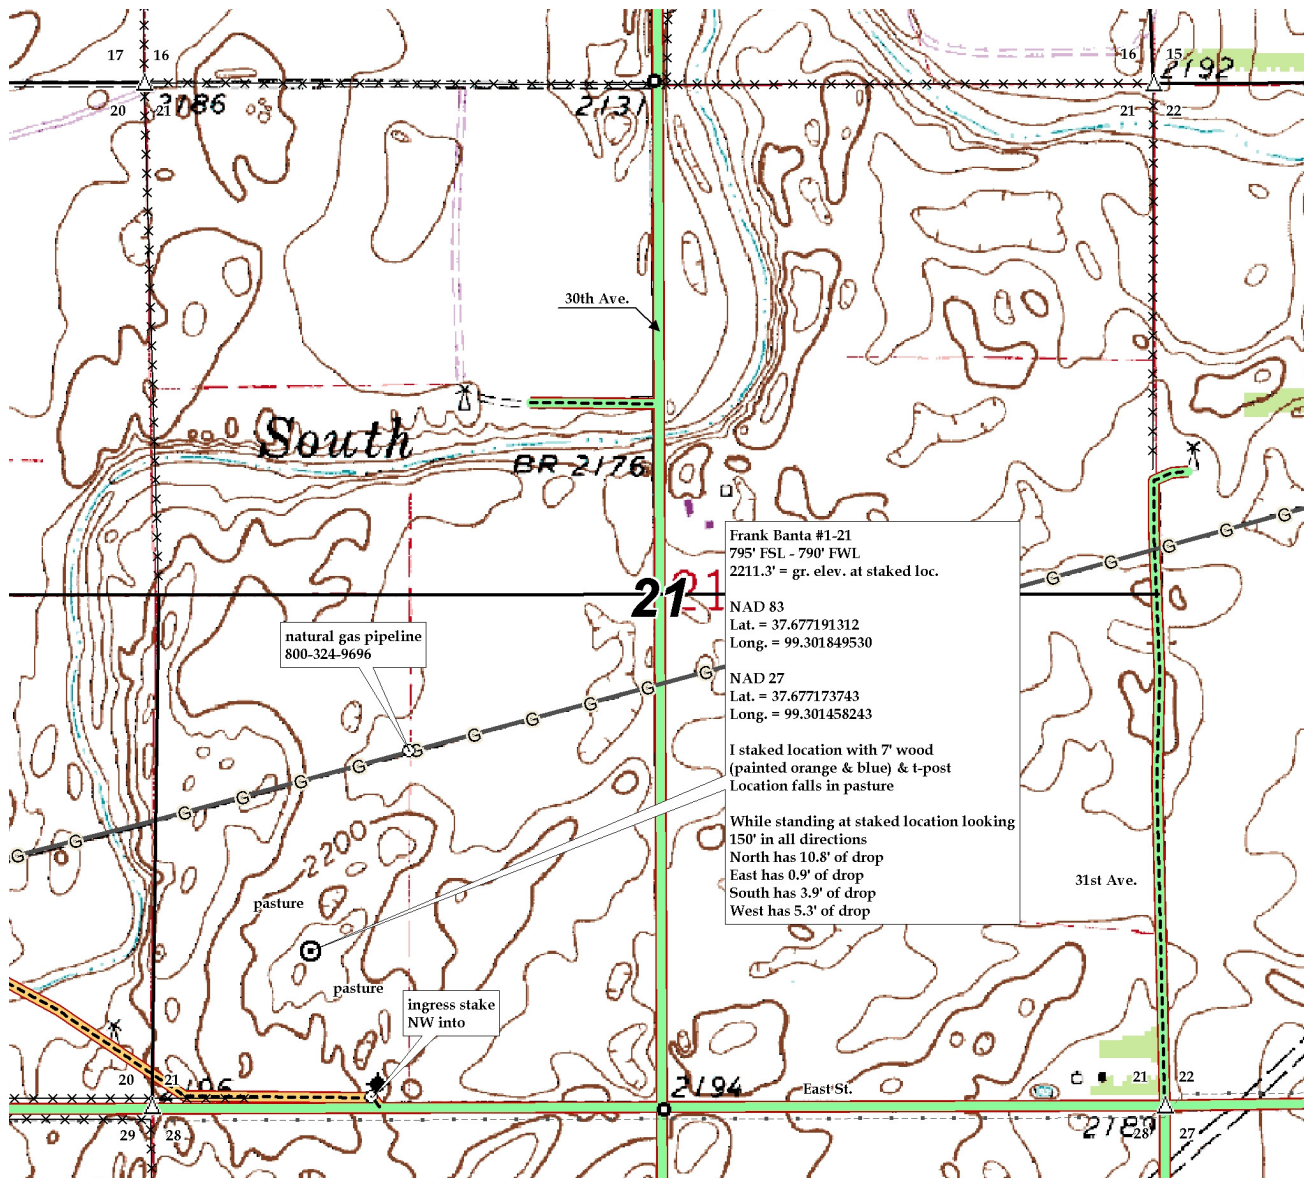 17 16
16 15
2192
2186
20 21
2131
21 22
30th Ave.
South
BR 2176
Frank Banta #1-21
795' FSL - 790' FWL
2211.3' = gr. elev. at staked loc.
NAD 83
Lat. = 37.677191312
Long. = 99.301849530
NAD 27
Lat. = 37.677173743
Long. = 99.301458243
I staked location with 7' wood
(painted orange & blue) & t-post
Location falls in pasture
While standing at staked location looking
150' in all directions
North has 10.8' of drop
East has 0.9' of drop
South has 3.9' of drop
West has 5.3' of drop
21 21
natural gas pipeline
800-324-9696
G G G G G G G G G G G G G G G G G
2200
pasture
31st Ave.
pasture
ingress stake
NW into
20 21
2194
East St.
21 22
29 28
28 27